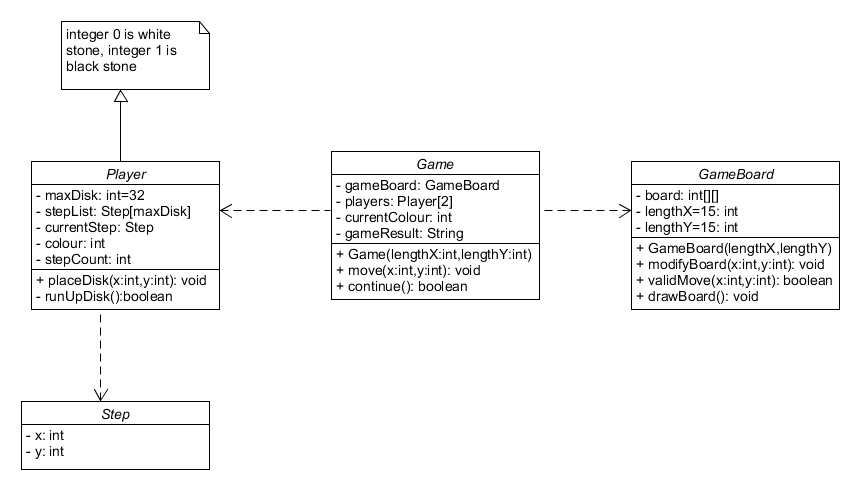 integer 0 is white
stone, integer 1 is
black stone
Player
- maxDisk: int=32
- stepList: Step[maxDisk]
- currentStep: Step
- colour: int
- stepCount: int
+ placeDisk(x:int,y:int): void
- runUpDisk():boolean
Game
- gameBoard: GameBoard
- players: Player[2]
- currentColour: int
- gameResult: String
+ Game(lengthX:int,lengthY:int)
+ move(x:int,y:int): void
+ continue(): boolean
GameBoard
- board: int[][]
- lengthX=15: int
- lengthY=15: int
+ GameBoard(lengthX,lengthY)
+ modifyBoard(x:int,y:int): void
+ validMove(x:int,y:int): boolean
+ drawBoard(): void
Step
- x: int
- y: int